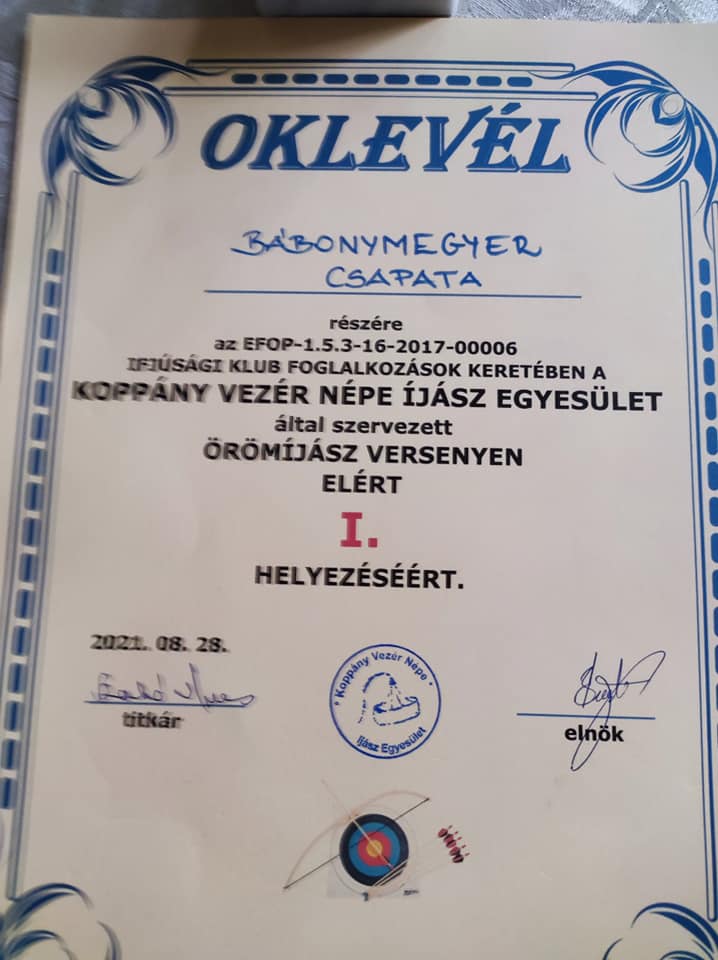 OKLEVÉL
BÁBONYMEGYER
CSAPATA
részére
az EFOP-1.5.3-16-2017-00006
IFJÚSÁGI KLUB FOGLALKOZÁSOK KERETÉBEN A
KOPPÁNY VEZÉR NÉPE ÍJÁSZ EGYESÜLET
által szervezett
ÖRÖMÍJÁSZ VERSENYEN
ELÉRT
I.
HELYEZÉSÉÉRT.
2021. 08. 28.
titkár
Koppány Vezér Népe
Íjász Egyesület
elnök